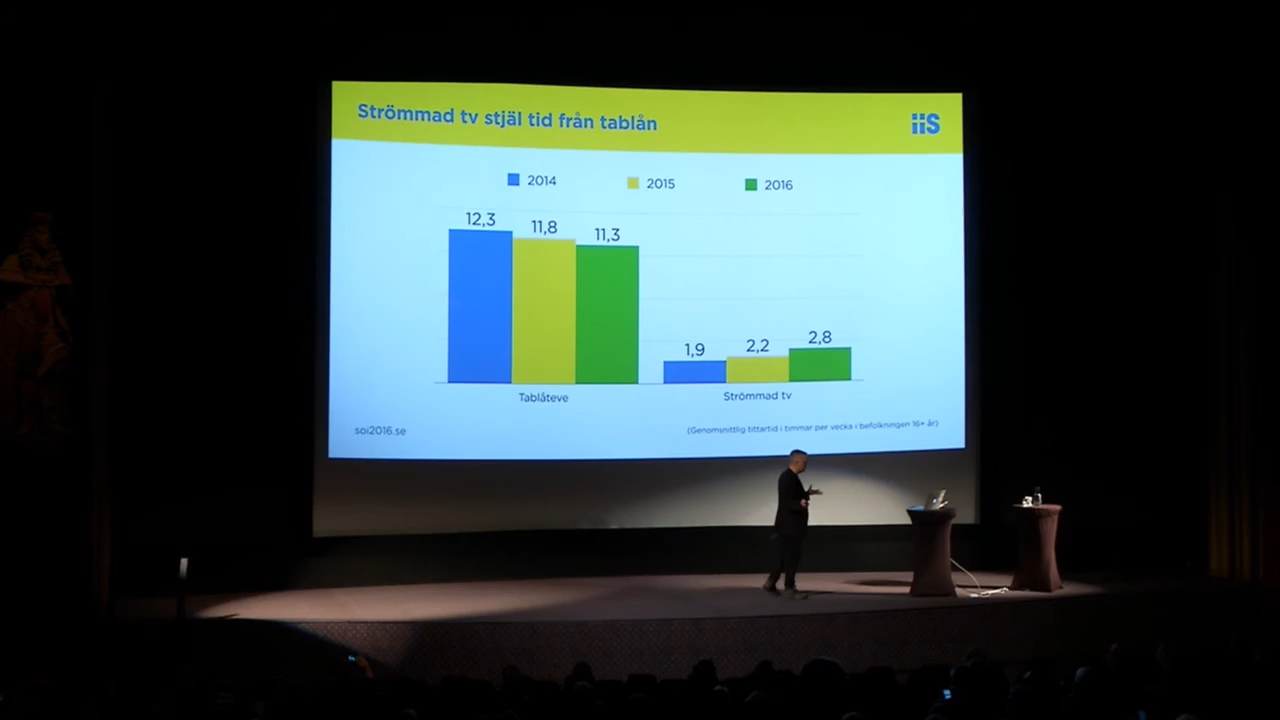 Strömmad tv stjäl tid från tablån
iiS
2014 2015 2016
12,3 11,8 11,3
1,9 2,2 2,8
Tablåteve Strömmad tv
soi2016.se
(Genomsnittlig tittartid i timmar per vecka i befolkningen 16+ år)